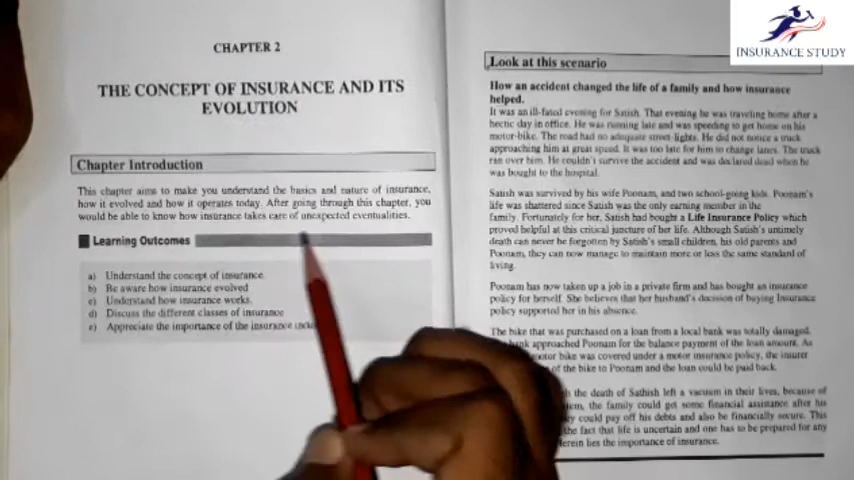 CHAPTER 2
THE CONCEPT OF INSURANCE AND ITS
EVOLUTION
Chapter Introduction
This chapter aims to make you understand the basics and nature of insurance,
how it evolved and how it operates today. After going through this chapter, you
would be able to know how insurance takes care of unexpected eventualities.
Learning Outcomes
a) Understand the concept of insurance
b) Be aware how insurance evolved
c) Understand how insurance works.
d) Discuss the different classes of insurance
e) Appreciate the importance of the insurance
Look at this scenario
How an accident changed the life of a family and how insurance
helped.
It was an ill-fated evening for Satish. That evening he was traveling home after a
hectic day in office. He was running late and was speeding to get home on his
motor-bike. The road had no adequate street-lights. He did not notice a truck
approaching him at great speed. It was too late for him to change lanes. The truck
ran over him. He couldn't survive the accident and was declared dead when he
was bought to the hospital.
Satish was survived by his wife Poonam, and two school-going kids. Poonam's
life was shattered since Satish was the only earning member in the
family. Fortunately for her, Satish had bought a Life Insurance Policy which
proved helpful at this critical juncture of her life. Although Satish's untimely
death can never be forgotten by Satish's small children, his old parents and
Poonam, they can now manage to maintain more or less the same standard of
living.
Poonam has now taken up a job in a private firm and has bought an insurance
policy for herself. She believes that her husband's decision of buying Insurance
policy supported her in his absence.
The bike that was purchased on a loan from a local bank was totally damaged.
bank approached Poonam for the balance payment of the loan amount. As
motor bike was covered under a motor insurance policy, the insurer
of the bike to Poonam and the loan could be paid back.
the death of Sathish left a vacuum in their lives, because of
the family could get some financial assistance after his
could pay off his debts and also be financially secure. This
the fact that life is uncertain and one has to be prepared for any
lies the importance of insurance.
INSURANCE STUDY